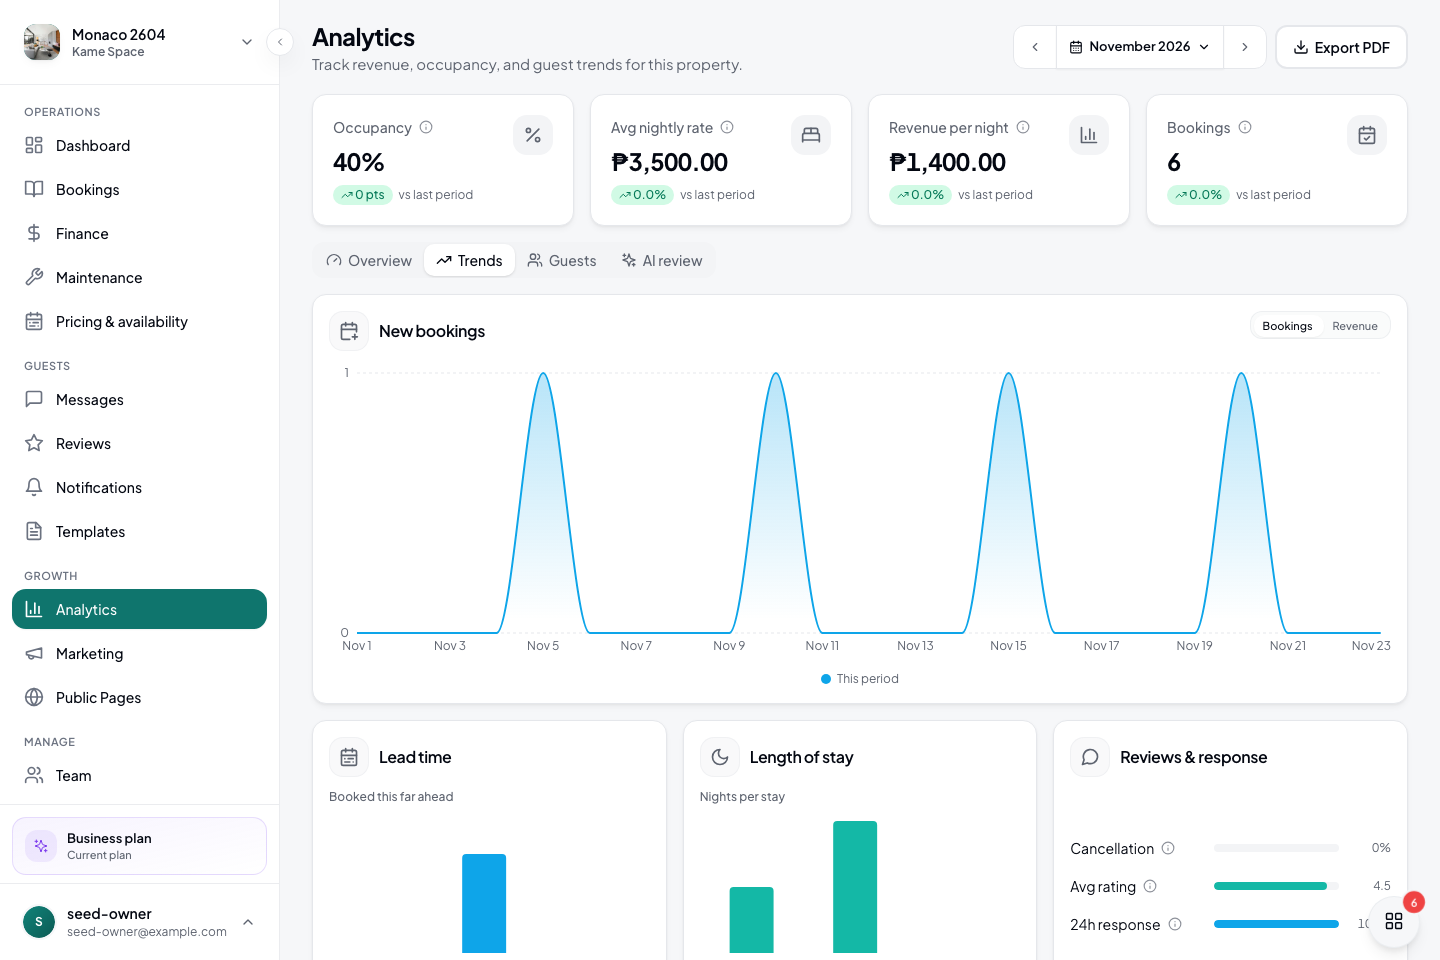 Monaco 2604
Kame Space
OPERATIONS
Dashboard
Bookings
Finance
Maintenance
Pricing & availability
GUESTS
Messages
Reviews
Notifications
Templates
GROWTH
Analytics
Marketing
Public Pages
MANAGE
Team
Business plan
Current plan
S
seed-owner
seed-owner@example.com
Analytics
Track revenue, occupancy, and guest trends for this property.
November 2026
Export PDF
Occupancy
40%
0 pts vs last period
Avg nightly rate
₱3,500.00
0.0% vs last period
Revenue per night
₱1,400.00
0.0% vs last period
Bookings
6
0.0% vs last period
Overview Trends Guests AI review
New bookings
Bookings Revenue
1
0
Nov 1 Nov 3 Nov 5 Nov 7 Nov 9 Nov 11 Nov 13 Nov 15 Nov 17 Nov 19 Nov 21 Nov 23
This period
Lead time
Booked this far ahead
Length of stay
Nights per stay
Reviews & response
Cancellation 0%
Avg rating 4.5
24h response
6